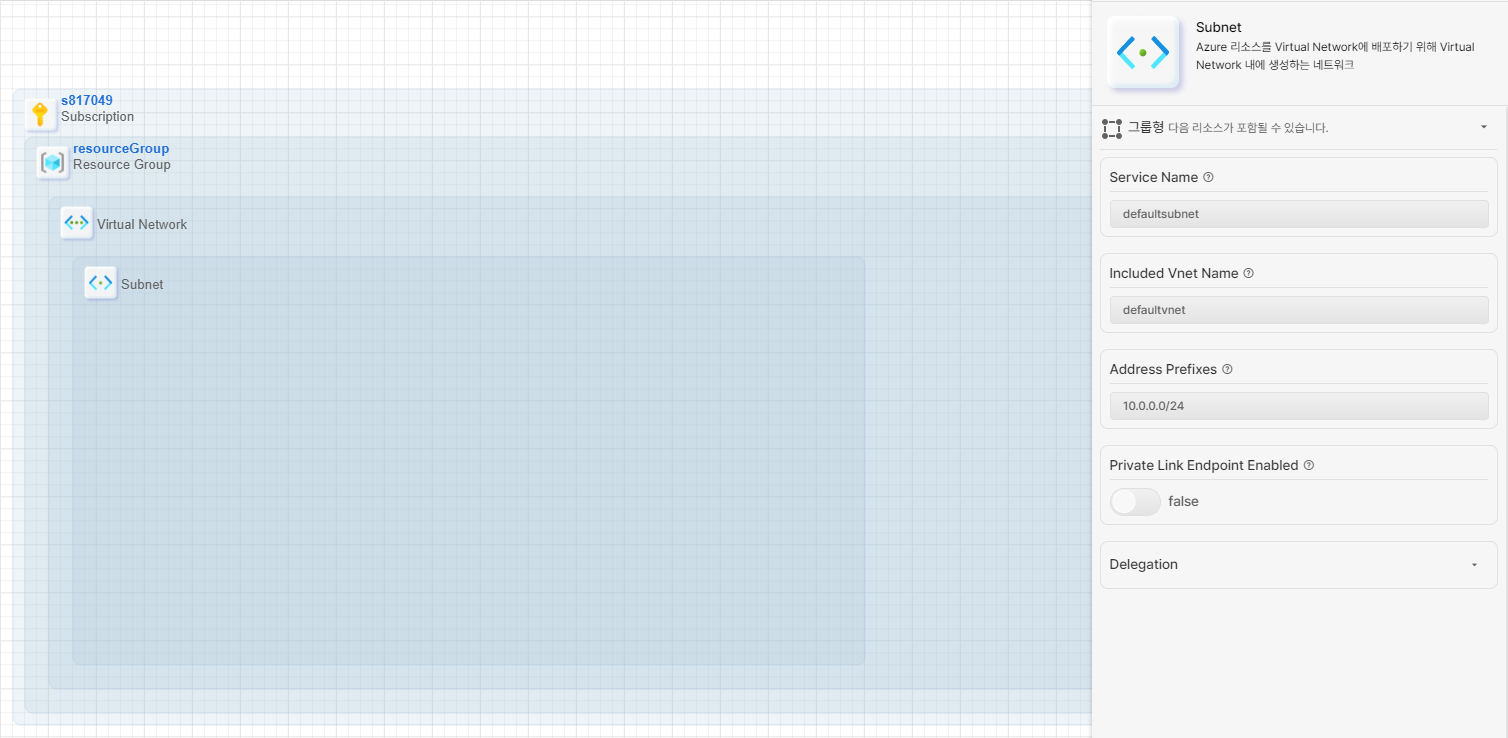 s817049
Subscription
resourceGroup
Resource Group
Virtual Network
Subnet
Subnet
Azure 리소스를 Virtual Network에 배포하기 위해 Virtual
Network 내에 생성하는 네트워크
그룹형 다음 리소스가 포함될 수 있습니다.
Service Name
defaultsubnet
Included Vnet Name
defaultvnet
Address Prefixes
10.0.0.0/24
Private Link Endpoint Enabled
false
Delegation